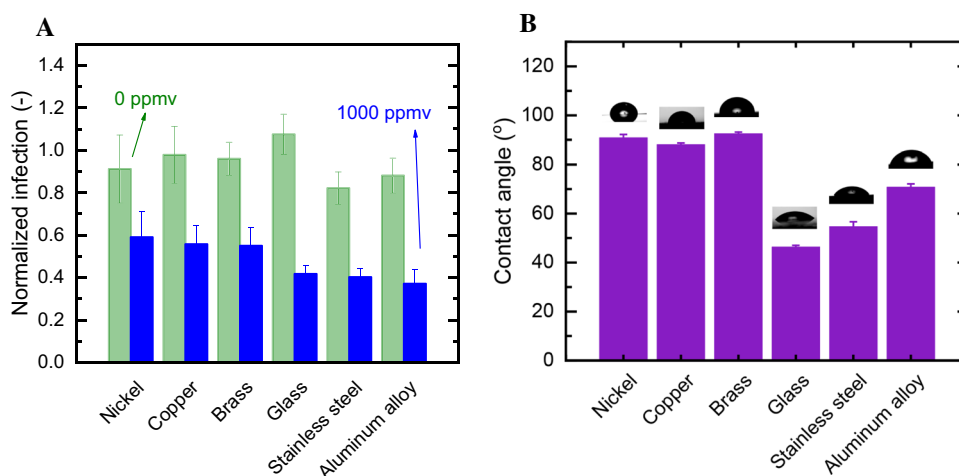 A
Normalized infection (-)
1.4
1.2
1.0
0.8
0.6
0.4
0.2
0.0
0 ppmv
1000 ppmv
Nickel
Copper
Brass
Glass
Stainless steel
Aluminum alloy
B
Contact angle (°)
120
100
80
60
40
20
0
Nickel
Copper
Brass
Glass
Stainless steel
Aluminum alloy